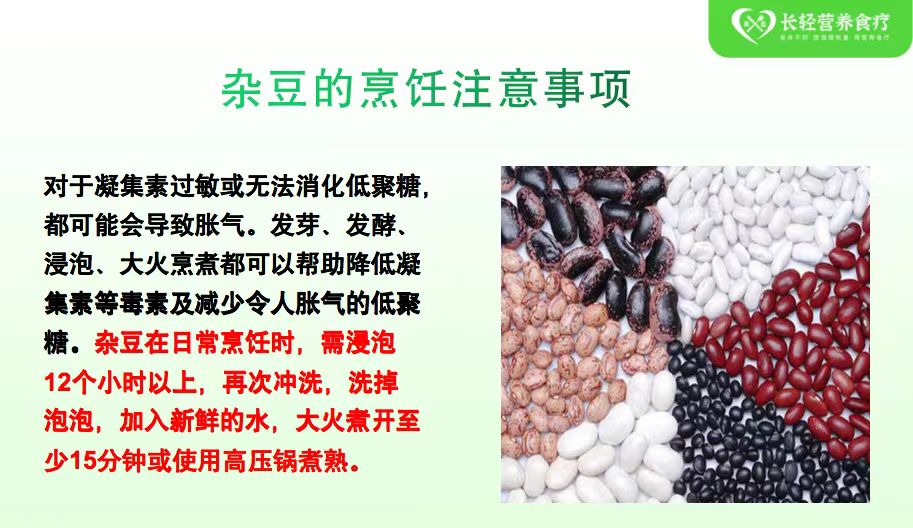 长轻营养食疗
杂豆的烹饪注意事项
对于凝集素过敏或无法消化低聚糖，
都可能会导致胀气。发芽、发酵、
浸泡、大火烹煮都可以帮助降低凝
集素等毒素及减少令人胀气的低聚
糖。杂豆在日常烹饪时，需浸泡
12个小时以上，再次冲洗，洗掉
泡泡，加入新鲜的水，大火煮开至
少15分钟或使用高压锅煮熟。